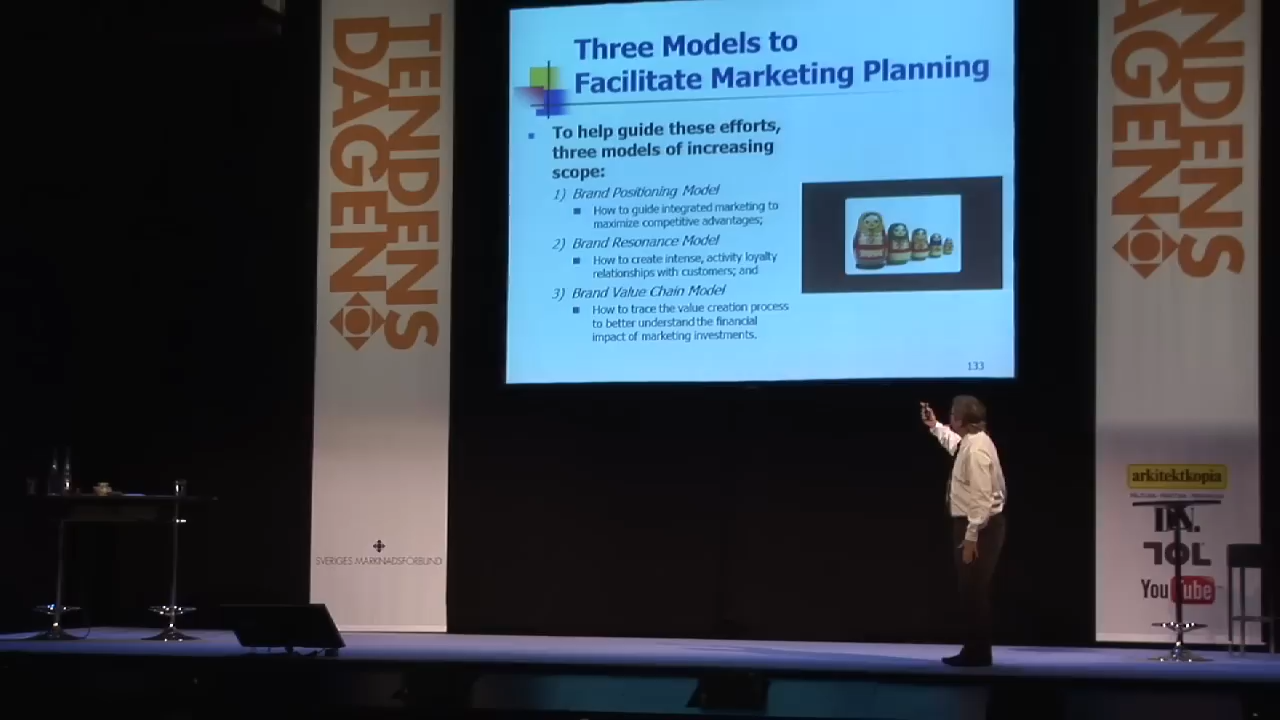 TENDENS
DAGEN
SVERIGES MARKNADSFÖRBUND
Three Models to
Facilitate Marketing Planning
To help guide these efforts,
three models of increasing
scope:
1) Brand Positioning Model
How to guide integrated marketing to
maximize competitive advantages;
2) Brand Resonance Model
How to create intense, activity loyalty
relationships with customers; and
3) Brand Value Chain Model
How to trace the value creation process
to better understand the financial
impact of marketing investments.
133
NDENS
AGEN
arkitektkopia
YouTube